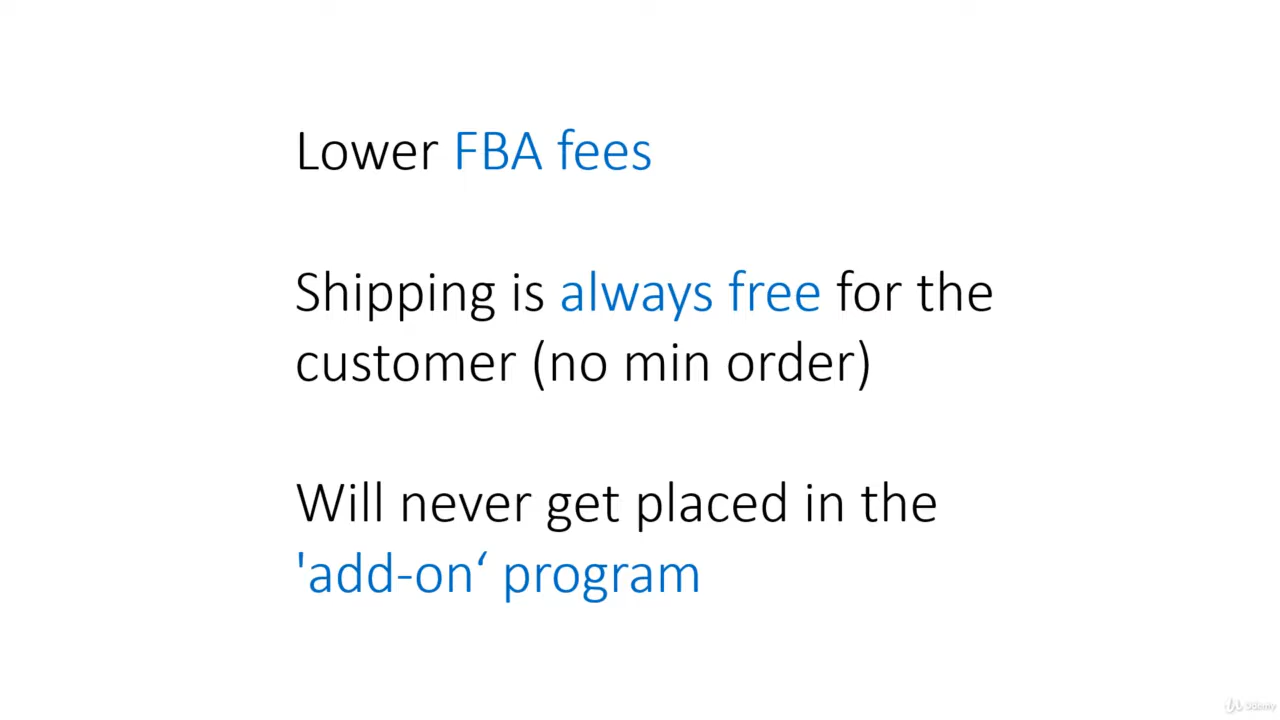 Lower FBA fees
Shipping is always free for the
customer (no min order)
Will never get placed in the
'add-on‘ program
Udemy